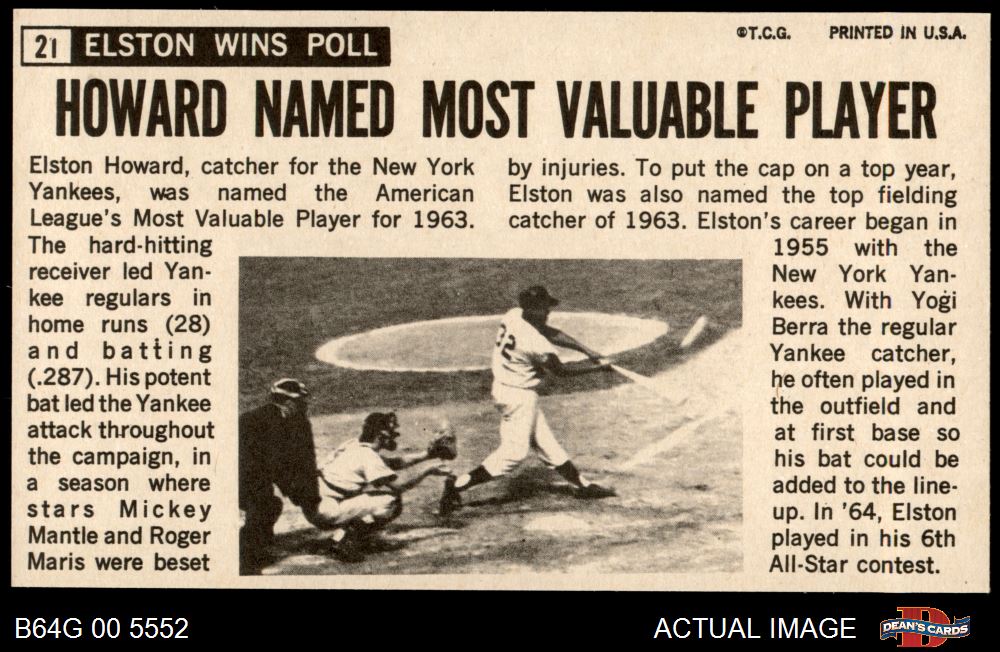 21 ELSTON WINS POLL
©T.C.G. PRINTED IN U.S.A.
HOWARD NAMED MOST VALUABLE PLAYER
Elston Howard, catcher for the New York
Yankees, was named the American
League's Most Valuable Player for 1963.
The hard-hitting
receiver led Yan-
kee regulars in
home runs (28)
and batting
(.287). His potent
bat led the Yankee
attack throughout
the campaign, in
a season where
stars Mickey
Mantle and Roger
Maris were beset
by injuries. To put the cap on a top year,
Elston was also named the top fielding
catcher of 1963. Elston's career began in
1955 with the
New York Yan-
kees. With Yogi
Berra the regular
Yankee catcher,
he often played in
the outfield and
at first base so
his bat could be
added to the line-
up. In '64, Elston
played in his 6th
All-Star contest.
32
B64G 00 5552
ACTUAL IMAGE
D
DEAN'S CARDS